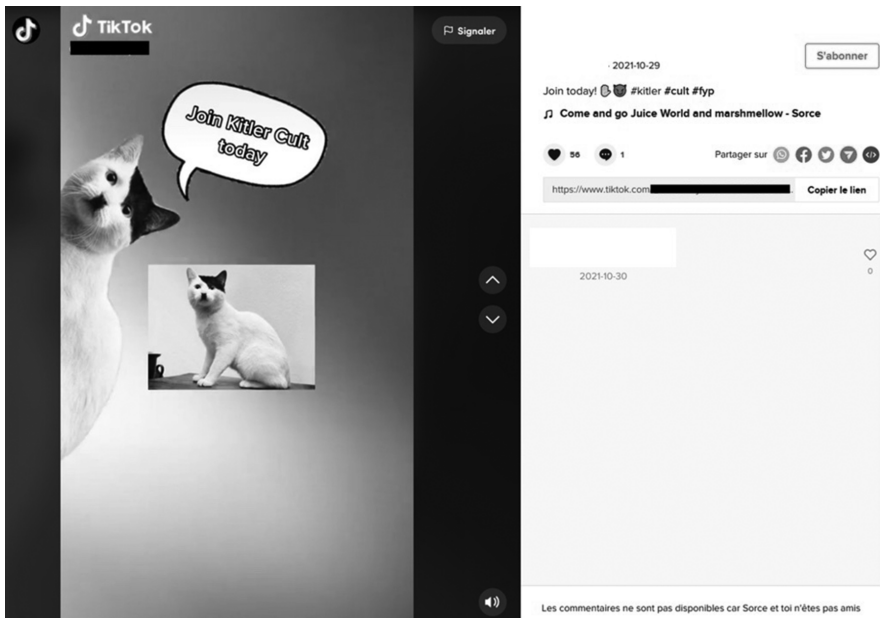 TikTok
Signaler
Join Kitler Cult
today
· 2021-10-29
S'abonner
Join today! #kitler #cult #fyp
Come and go Juice World and marshmellow - Sorce
56
1
Partager sur
https://www.tiktok.com
Copier le lien
2021-10-30
0
Les commentaires ne sont pas disponibles car Sorce et toi n'êtes pas amis